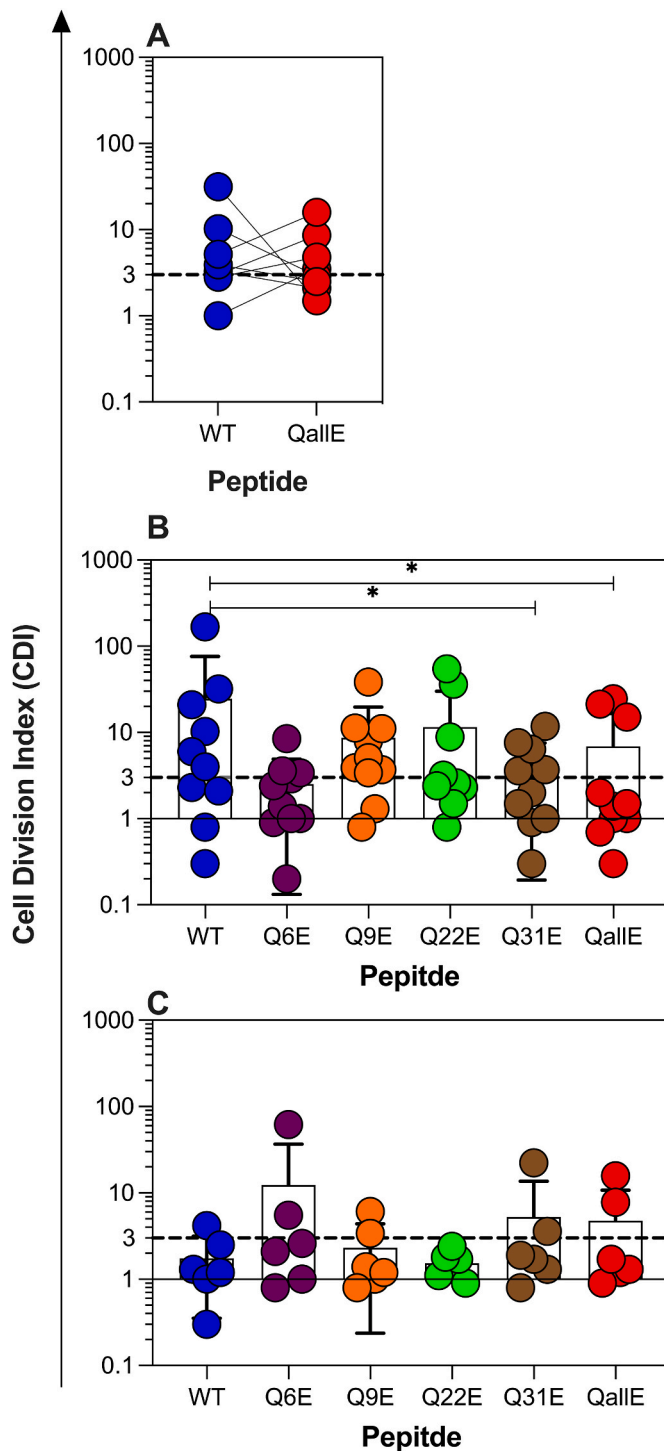 Cell Division Index (CDI)
A
1000
100
10
3
1
0.1
WT QallE
Peptide
B
1000
100
10
3
1
0.1
*
*
WT Q6E Q9E Q22E Q31E QallE
Pepitde
C
1000
100
10
3
1
0.1
WT Q6E Q9E Q22E Q31E QallE
Pepitde